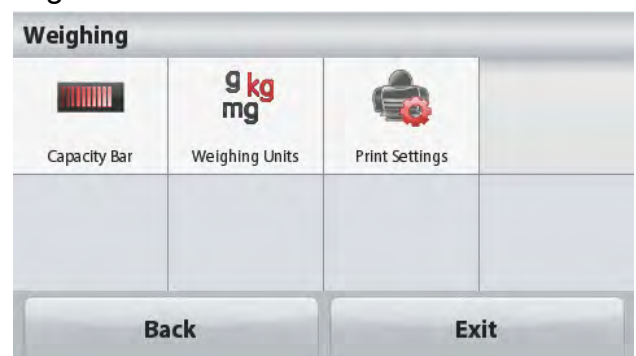 Weighing
g kg
mg
Capacity Bar Weighing Units Print Settings
Back Exit